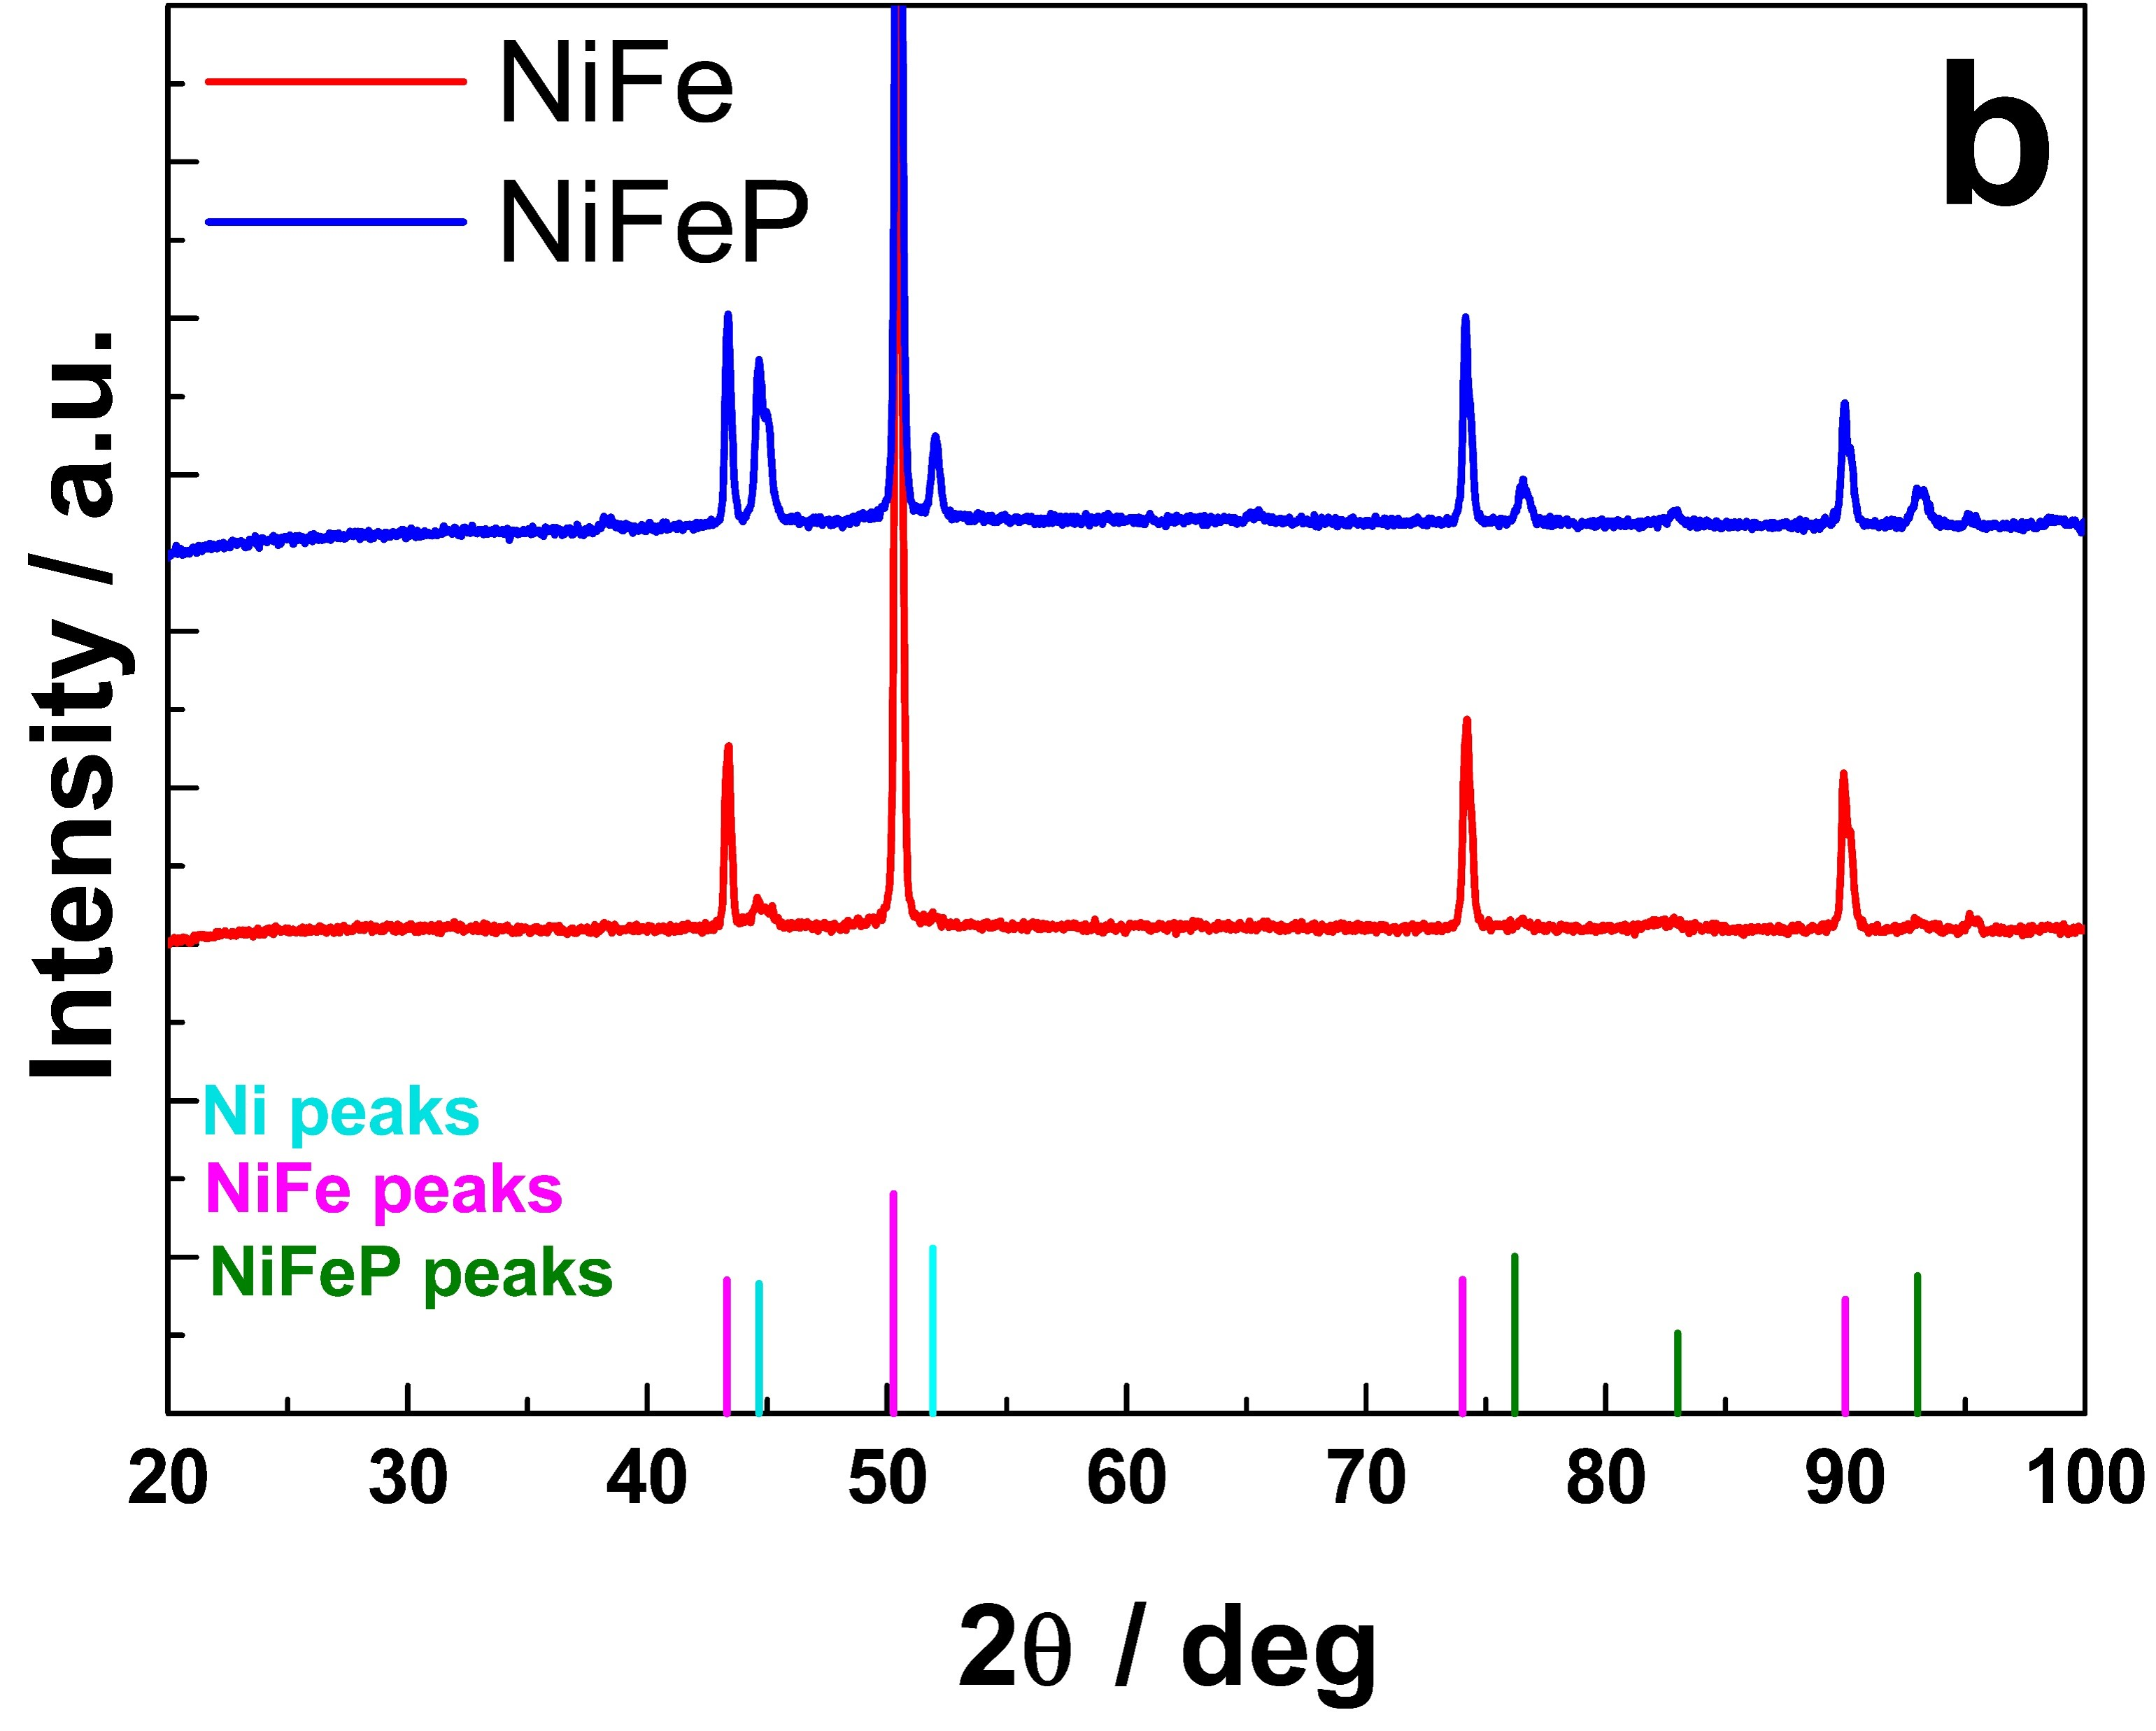 NiFe
NiFeP
b
Intensity / a.u.
Ni peaks
NiFe peaks
NiFeP peaks
20 30 40 50 60 70 80 90 100
2θ / deg